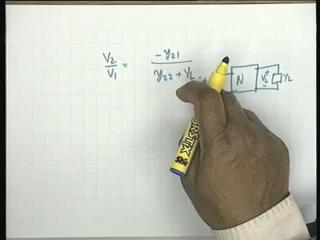 V2/V1 = -y21/(y22 + YL)
N
V2
+
-
YL